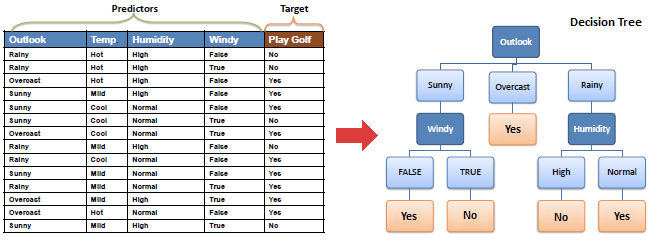 Predictors Target
Outlook Temp Humidity Windy Play Golf
Rainy Hot High False No
Rainy Hot High True No
Overoast Hot High False Yes
Sunny Mild High False Yes
Sunny Cool Normal False Yes
Sunny Cool Normal True No
Overoast Cool Normal True Yes
Rainy Mild High False No
Rainy Cool Normal False Yes
Sunny Mild Normal False Yes
Rainy Mild Normal True Yes
Overoast Mild High True Yes
Overoast Hot Normal False Yes
Sunny Mild High True No
Decision Tree
Outlook
Sunny Overcast Rainy
Windy Yes Humidity
FALSE TRUE High Normal
Yes No No Yes